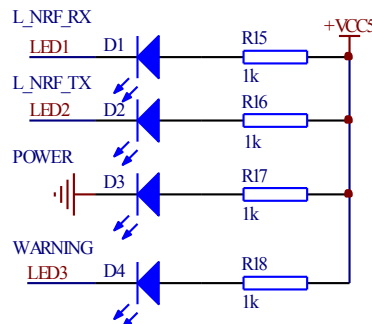 L_NRF_RX
LED1 D1 R15 1k +VCC5
L_NRF_TX
LED2 D2 R16 1k
POWER
D3 R17 1k
WARNING
LED3 D4 R18 1k